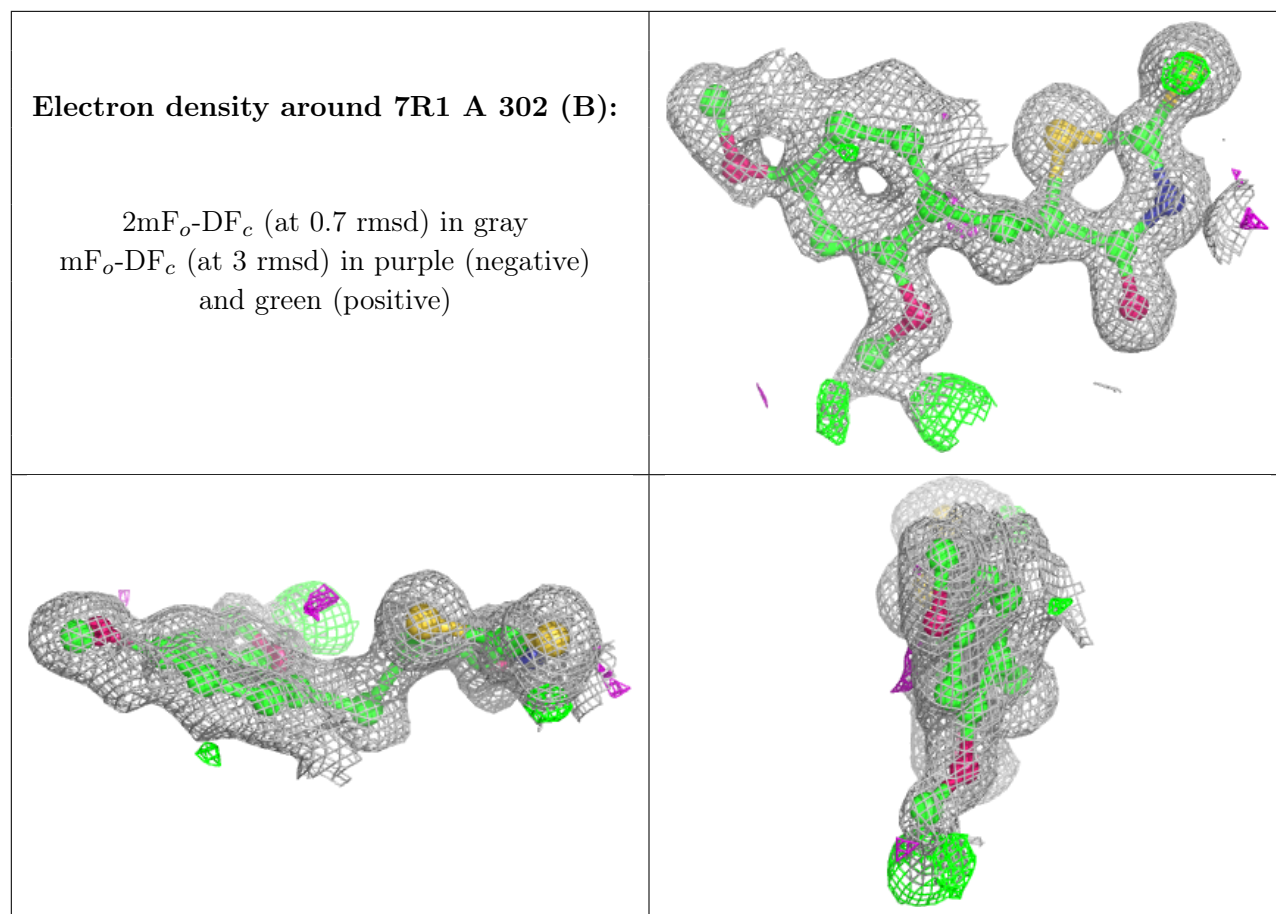 Electron density around 7R1 A 302 (B):
2mFo-DFc (at 0.7 rmsd) in gray
mFo-DFc (at 3 rmsd) in purple (negative)
and green (positive)